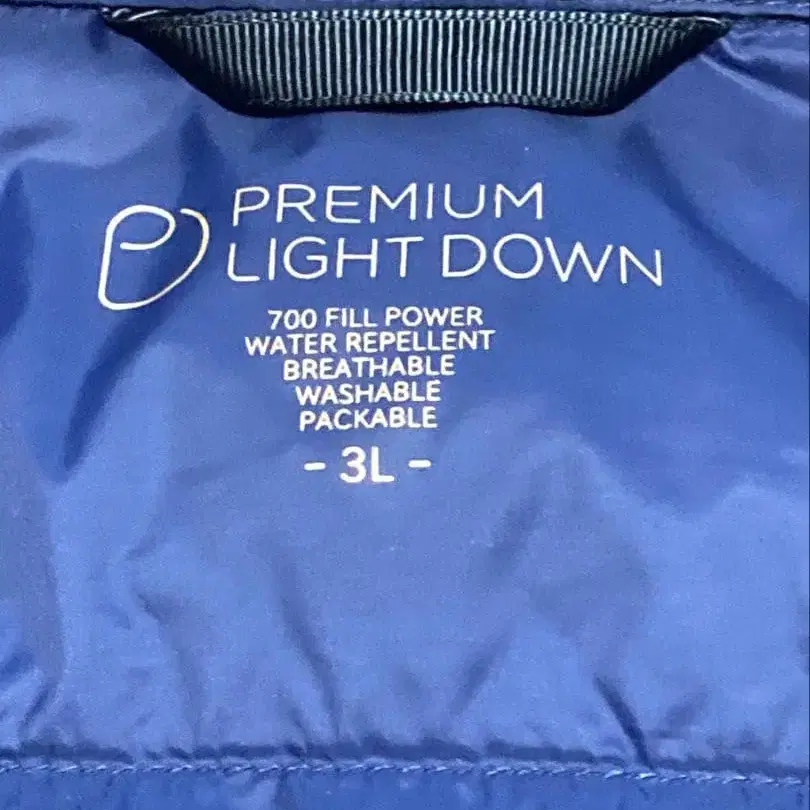 PREMIUM
LIGHT DOWN
700 FILL POWER
WATER REPELLENT
BREATHABLE
WASHABLE
PACKABLE
- 3L -